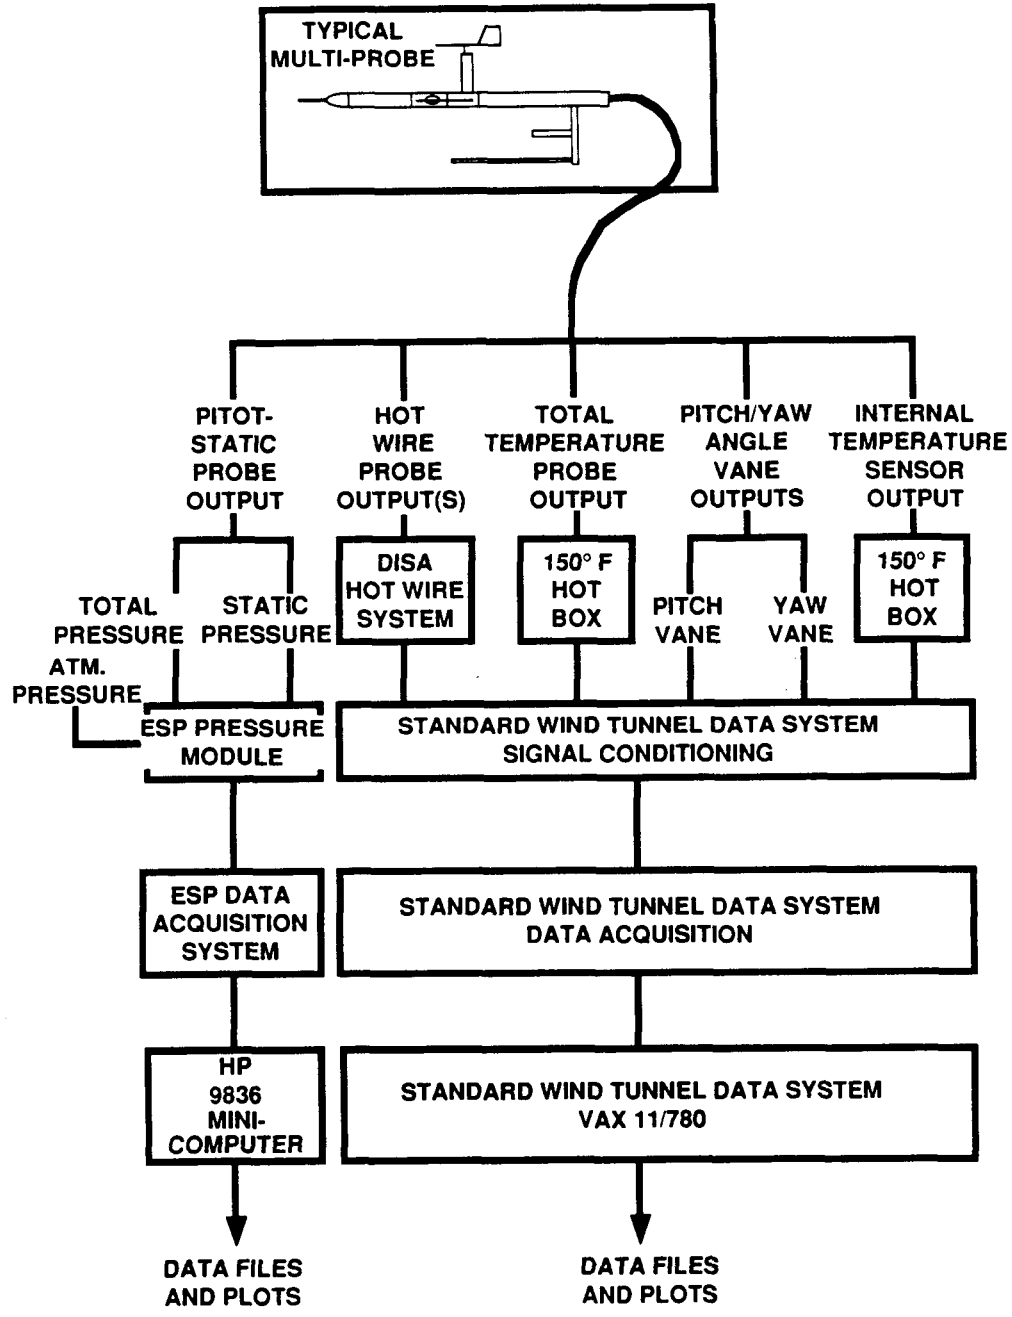 TYPICAL
MULTI-PROBE
PITOT-
STATIC
PROBE
OUTPUT
HOT
WIRE
PROBE
OUTPUT(S)
TOTAL
TEMPERATURE
PROBE
OUTPUT
PITCH/YAW
ANGLE
VANE
OUTPUTS
INTERNAL
TEMPERATURE
SENSOR
OUTPUT
TOTAL
PRESSURE
STATIC
PRESSURE
DISA
HOT WIRE
SYSTEM
150° F
HOT
BOX
PITCH
VANE
YAW
VANE
150° F
HOT
BOX
ATM.
PRESSURE
ESP PRESSURE
MODULE
STANDARD WIND TUNNEL DATA SYSTEM
SIGNAL CONDITIONING
ESP DATA
ACQUISITION
SYSTEM
STANDARD WIND TUNNEL DATA SYSTEM
DATA ACQUISITION
HP
9836
MINI-
COMPUTER
STANDARD WIND TUNNEL DATA SYSTEM
VAX 11/780
DATA FILES
AND PLOTS
DATA FILES
AND PLOTS